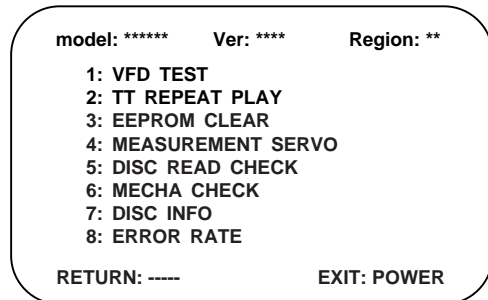 model: ****** Ver: **** Region: **
1: VFD TEST
2: TT REPEAT PLAY
3: EEPROM CLEAR
4: MEASUREMENT SERVO
5: DISC READ CHECK
6: MECHA CHECK
7: DISC INFO
8: ERROR RATE
RETURN: ----- EXIT: POWER